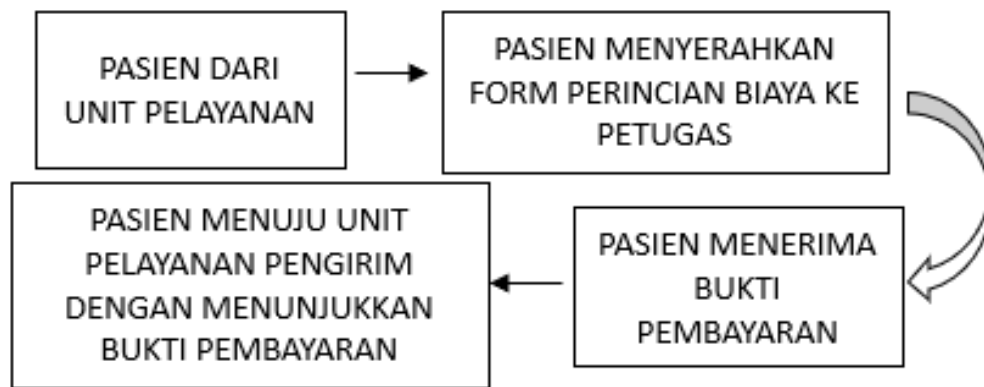 PASIEN DARI
UNIT PELAYANAN
PASIEN MENYERAHKAN
FORM PERINCIAN BIAYA KE
PETUGAS
PASIEN MENERIMA
BUKTI
PEMBAYARAN
PASIEN MENUJU UNIT
PELAYANAN PENGIRIM
DENGAN MENUNJUKKAN
BUKTI PEMBAYARAN